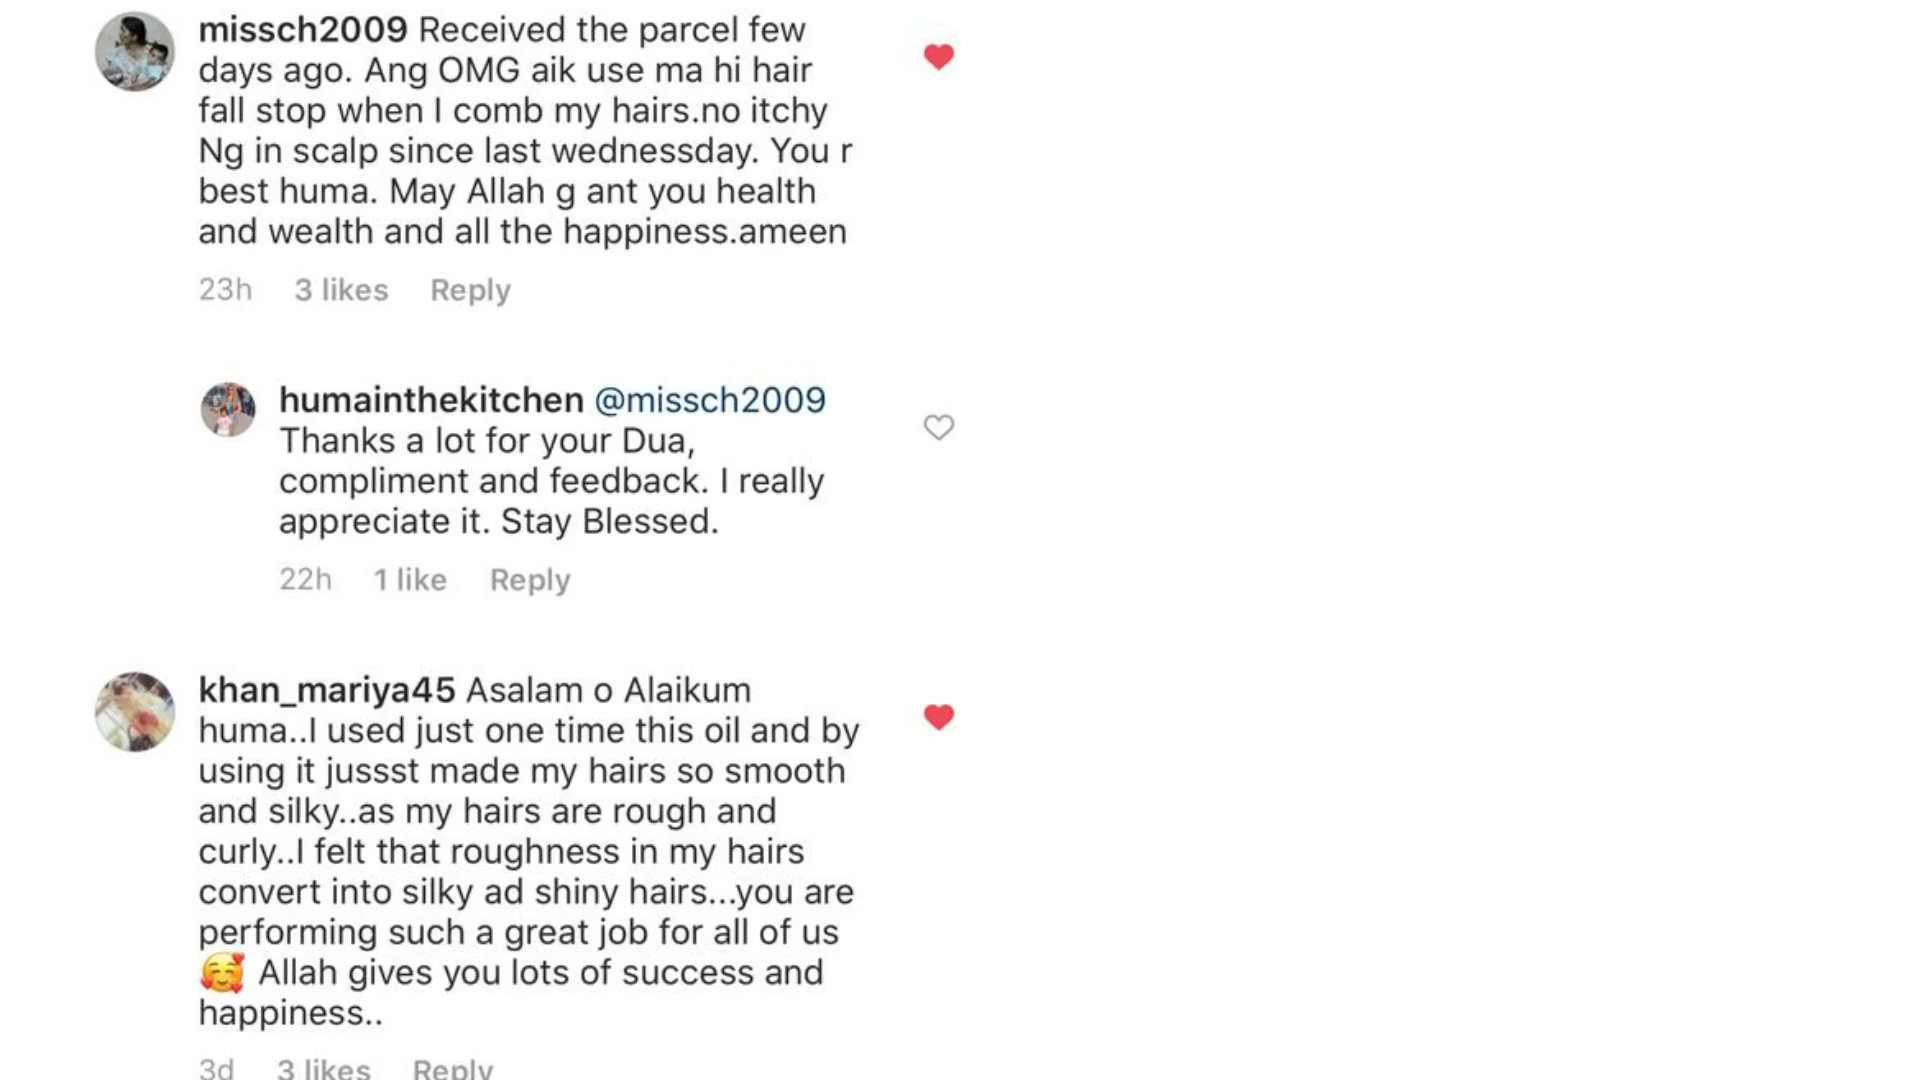 missch2009 Received the parcel few
days ago. Ang OMG aik use ma hi hair
fall stop when I comb my hairs.no itchy
Ng in scalp since last wednessday. You r
best huma. May Allah g ant you health
and wealth and all the happiness.ameen
23h 3 likes Reply
humainthekitchen @missch2009
Thanks a lot for your Dua,
compliment and feedback. I really
appreciate it. Stay Blessed.
22h 1 like Reply
khan_mariya45 Asalam o Alaikum
huma..I used just one time this oil and by
using it jussst made my hairs so smooth
and silky..as my hairs are rough and
curly..I felt that roughness in my hairs
convert into silky ad shiny hairs...you are
performing such a great job for all of us
🥰 Allah gives you lots of success and
happiness..
3d 3 likes Reply